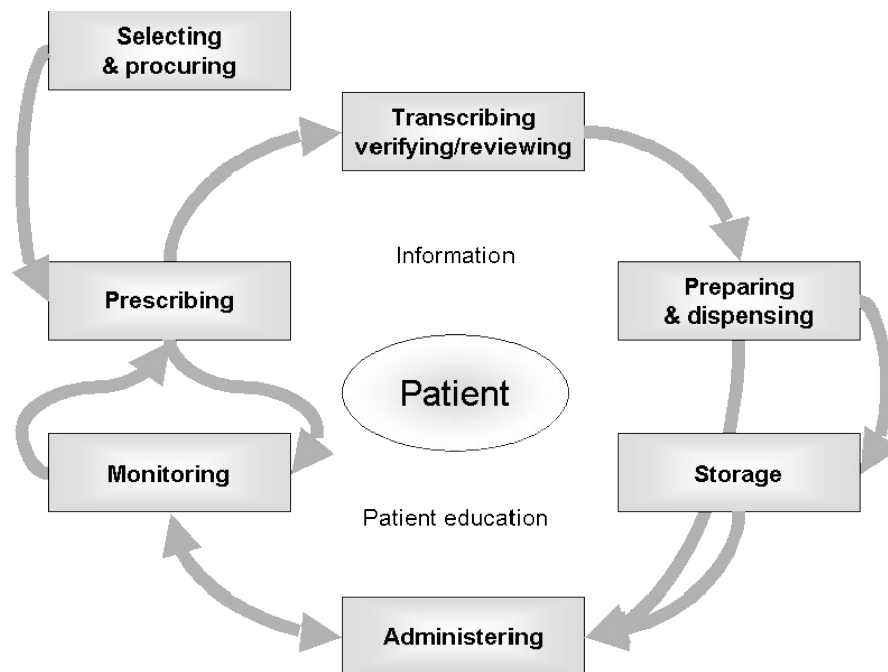 Selecting
& procuring
Transcribing
verifying/reviewing
Information
Prescribing
Preparing
& dispensing
Patient
Monitoring
Storage
Patient education
Administering